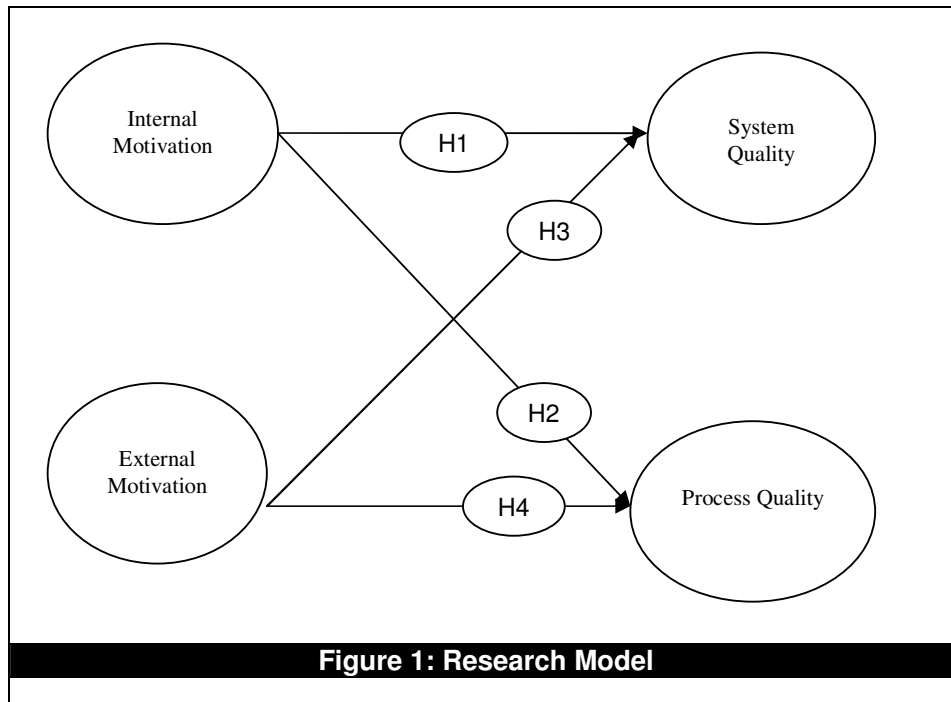 Internal
Motivation
H1
System
Quality
H3
H2
External
Motivation
H4
Process Quality
Figure 1: Research Model